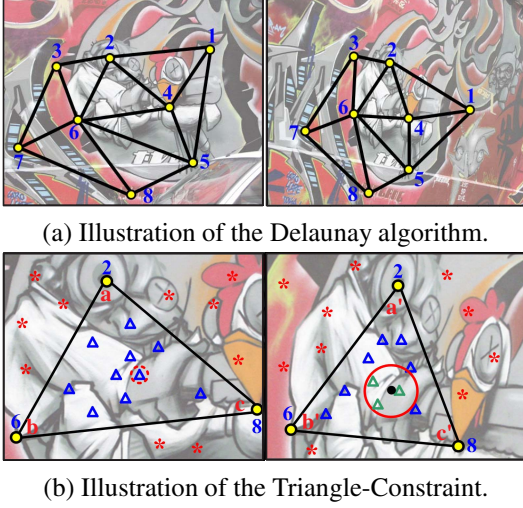 1
2
3
4
6
7
5
8
3
2
1
6
4
7
5
8
(a) Illustration of the Delaunay algorithm.
2
a
6
b
c
8
2
a'
6
b'
c'
8
(b) Illustration of the Triangle-Constraint.